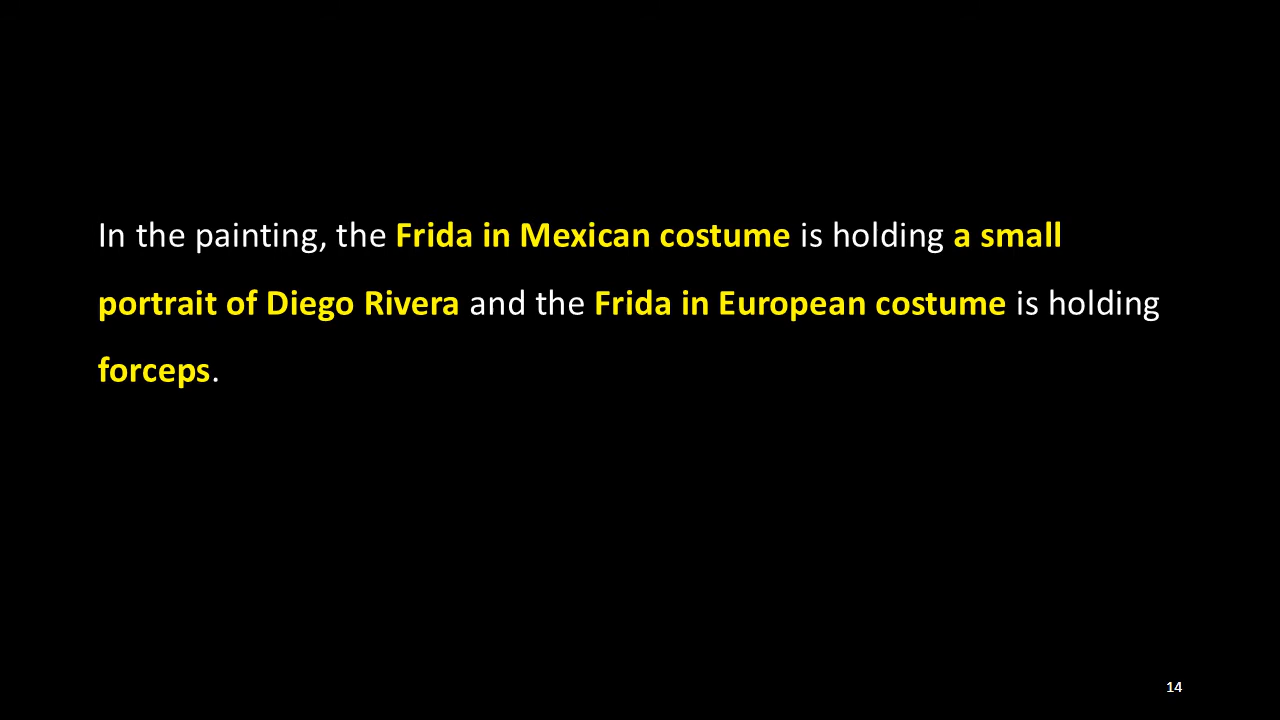 In the painting, the Frida in Mexican costume is holding a small
portrait of Diego Rivera and the Frida in European costume is holding
forceps.
14